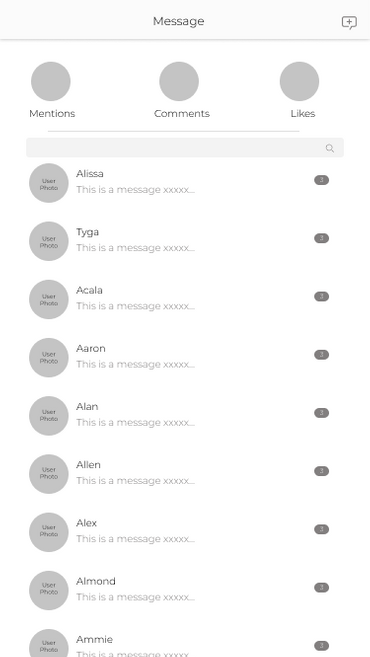 Message
Mentions
Comments
Likes
User
Photo
Alissa
This is a message xxxxx...
3
User
Photo
Tyga
This is a message xxxxx...
3
User
Photo
Acala
This is a message xxxxx...
3
User
Photo
Aaron
This is a message xxxxx...
3
User
Photo
Alan
This is a message xxxxx...
3
User
Photo
Allen
This is a message xxxxx...
3
User
Photo
Alex
This is a message xxxxx...
3
User
Photo
Almond
This is a message xxxxx...
3
User
Photo
Ammie
This is a message xxxxx...
3